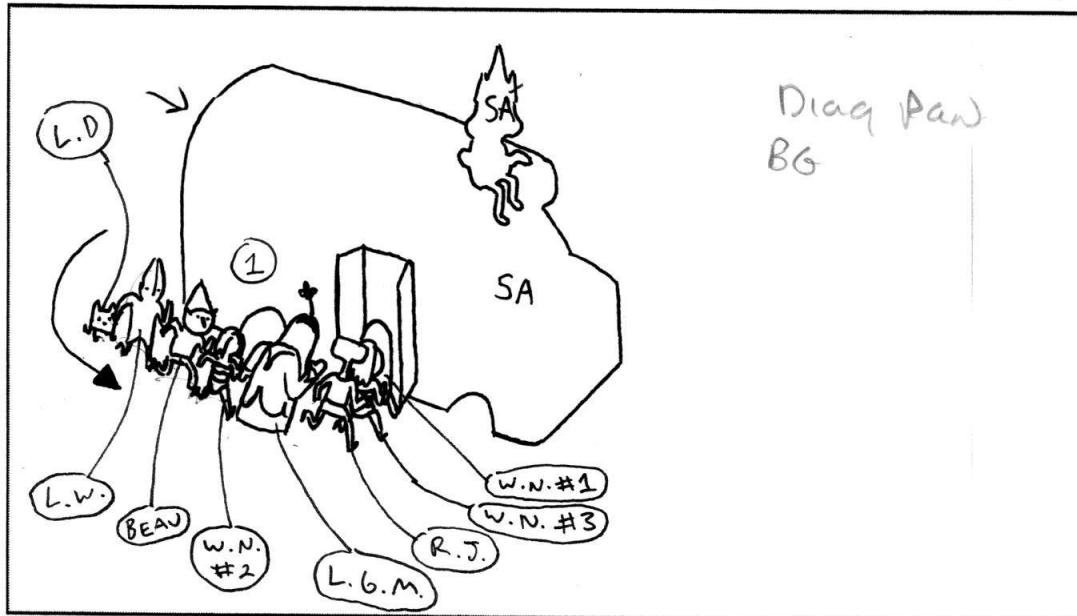 SA
Diag Pan
BG
L.D
1
SA
L.W.
BEAU
W.N.
#2
L.G.M.
R.J.
W.N. #3
W.N. #1